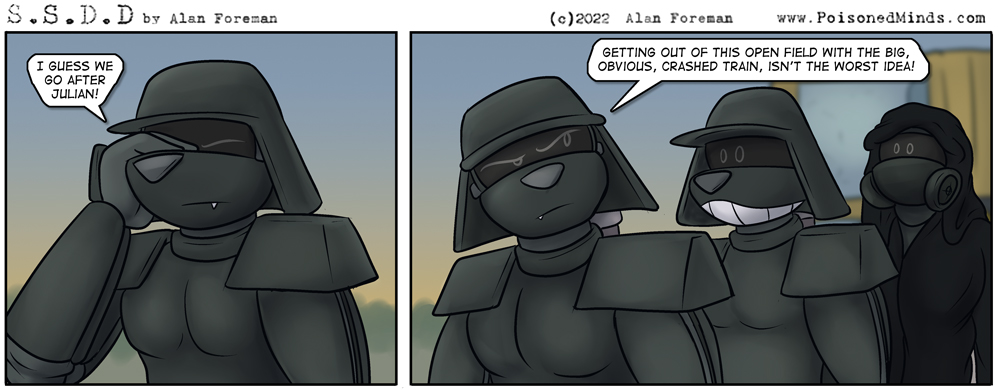 S.S.D.D by Alan Foreman
(c)2022 Alan Foreman www.PoisonedMinds.com
I GUESS WE
GO AFTER
JULIAN!
GETTING OUT OF THIS OPEN FIELD WITH THE BIG,
OBVIOUS, CRASHED TRAIN, ISN'T THE WORST IDEA!